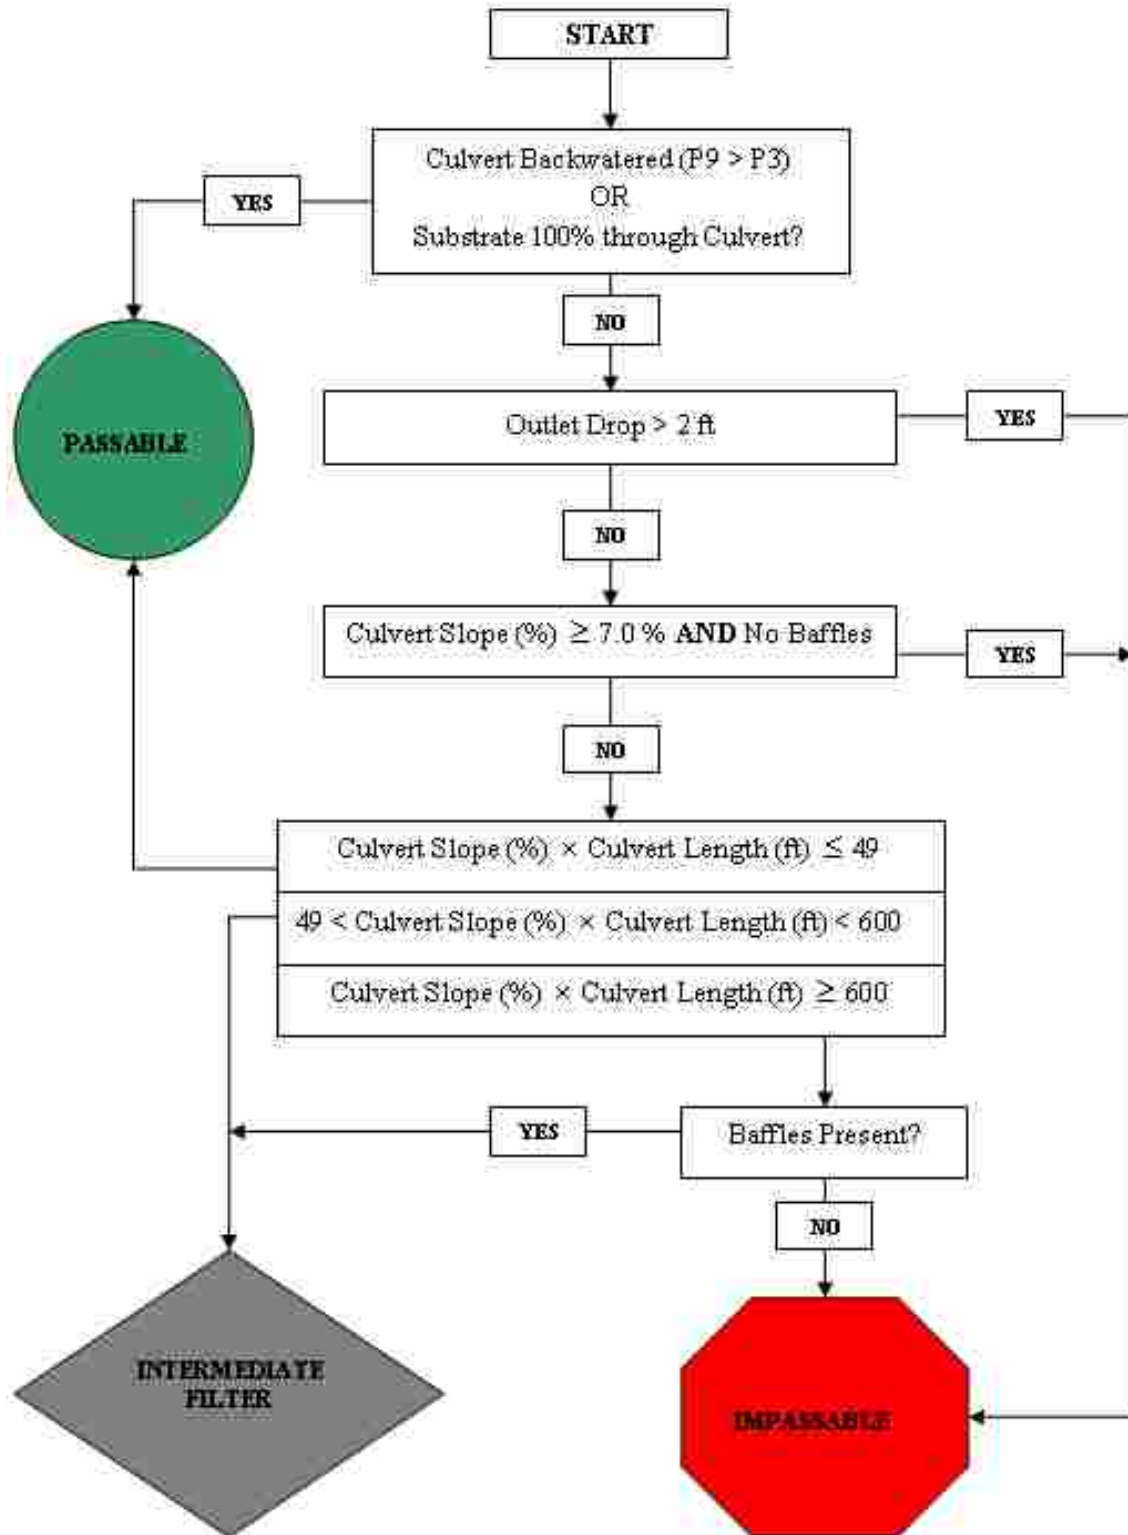 START
Culvert Backwatered (P9 > P3)
OR
Substrate 100% through Culvert?
YES
NO
PASSABLE
Outlet Drop > 2 ft
YES
NO
Culvert Slope (%) ≥ 7.0 % AND No Baffles
YES
NO
Culvert Slope (%) × Culvert Length (ft) ≤ 49
49 < Culvert Slope (%) × Culvert Length (ft) < 600
Culvert Slope (%) × Culvert Length (ft) ≥ 600
YES
Baffles Present?
NO
INTERMEDIATE
FILTER
IMPASSABLE